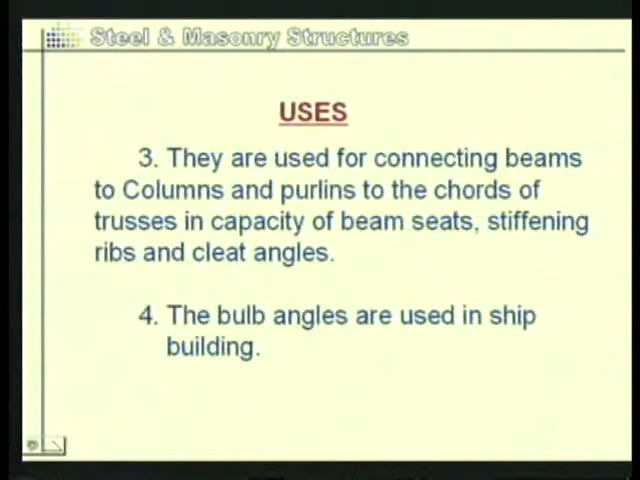 Steel & Masonry Structures
USES
3. They are used for connecting beams
to Columns and purlins to the chords of
trusses in capacity of beam seats, stiffening
ribs and cleat angles.
4. The bulb angles are used in ship
building.